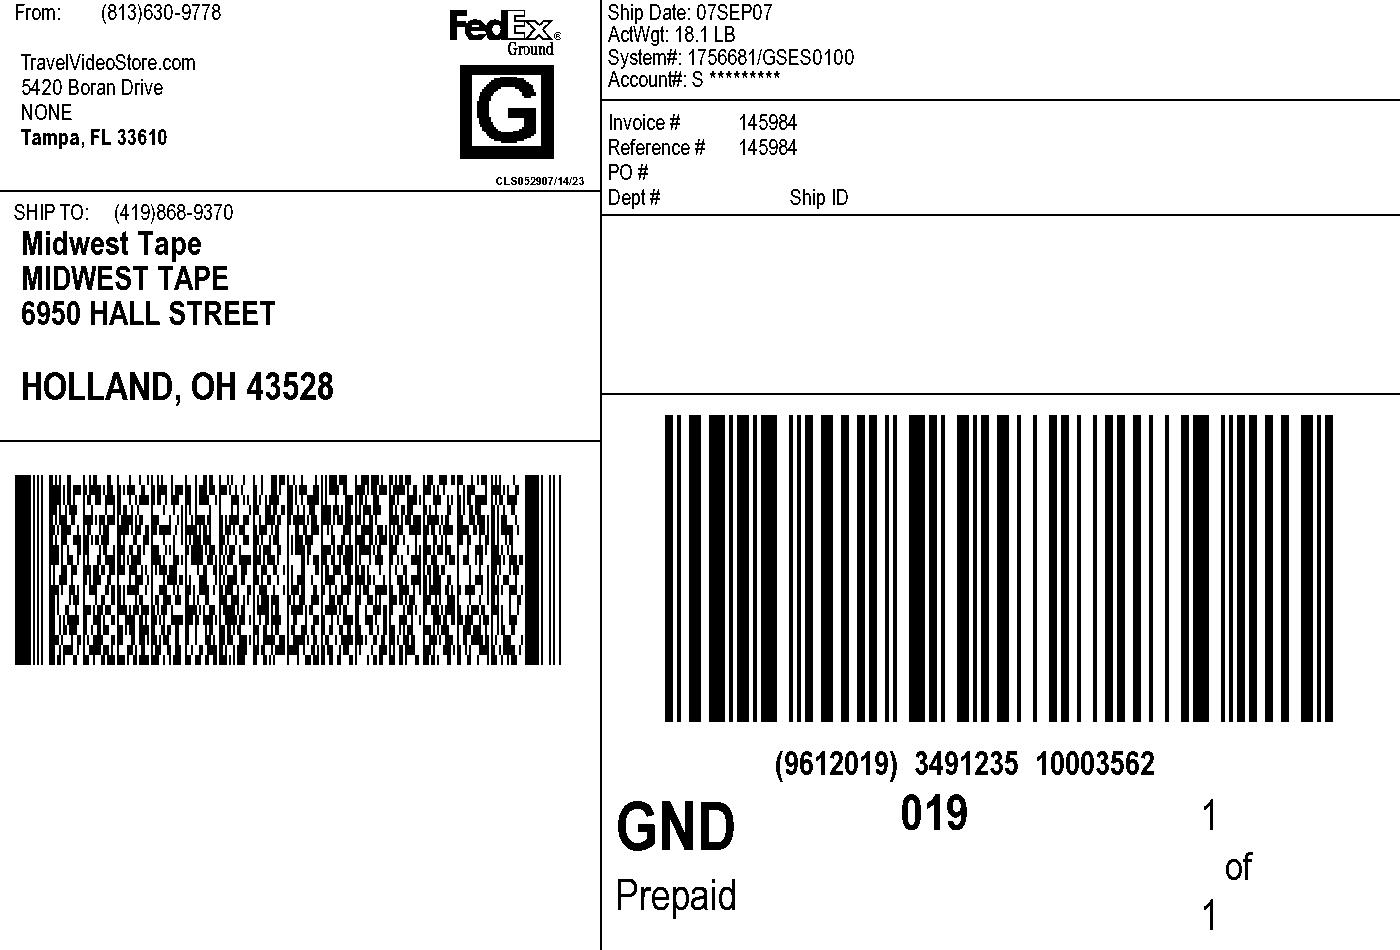 From: (813)630-9778
TravelVideoStore.com
5420 Boran Drive
NONE
Tampa, FL 33610
FedEx®
Ground
G
CLS052907/14/23
SHIP TO: (419)868-9370
Midwest Tape
MIDWEST TAPE
6950 HALL STREET
HOLLAND, OH 43528
Ship Date: 07SEP07
ActWgt: 18.1 LB
System#: 1756681/GSES0100
Account#: S *********
Invoice # 145984
Reference # 145984
PO #
Dept # Ship ID
(9612019) 3491235 10003562
GND 019 1
of
Prepaid 1